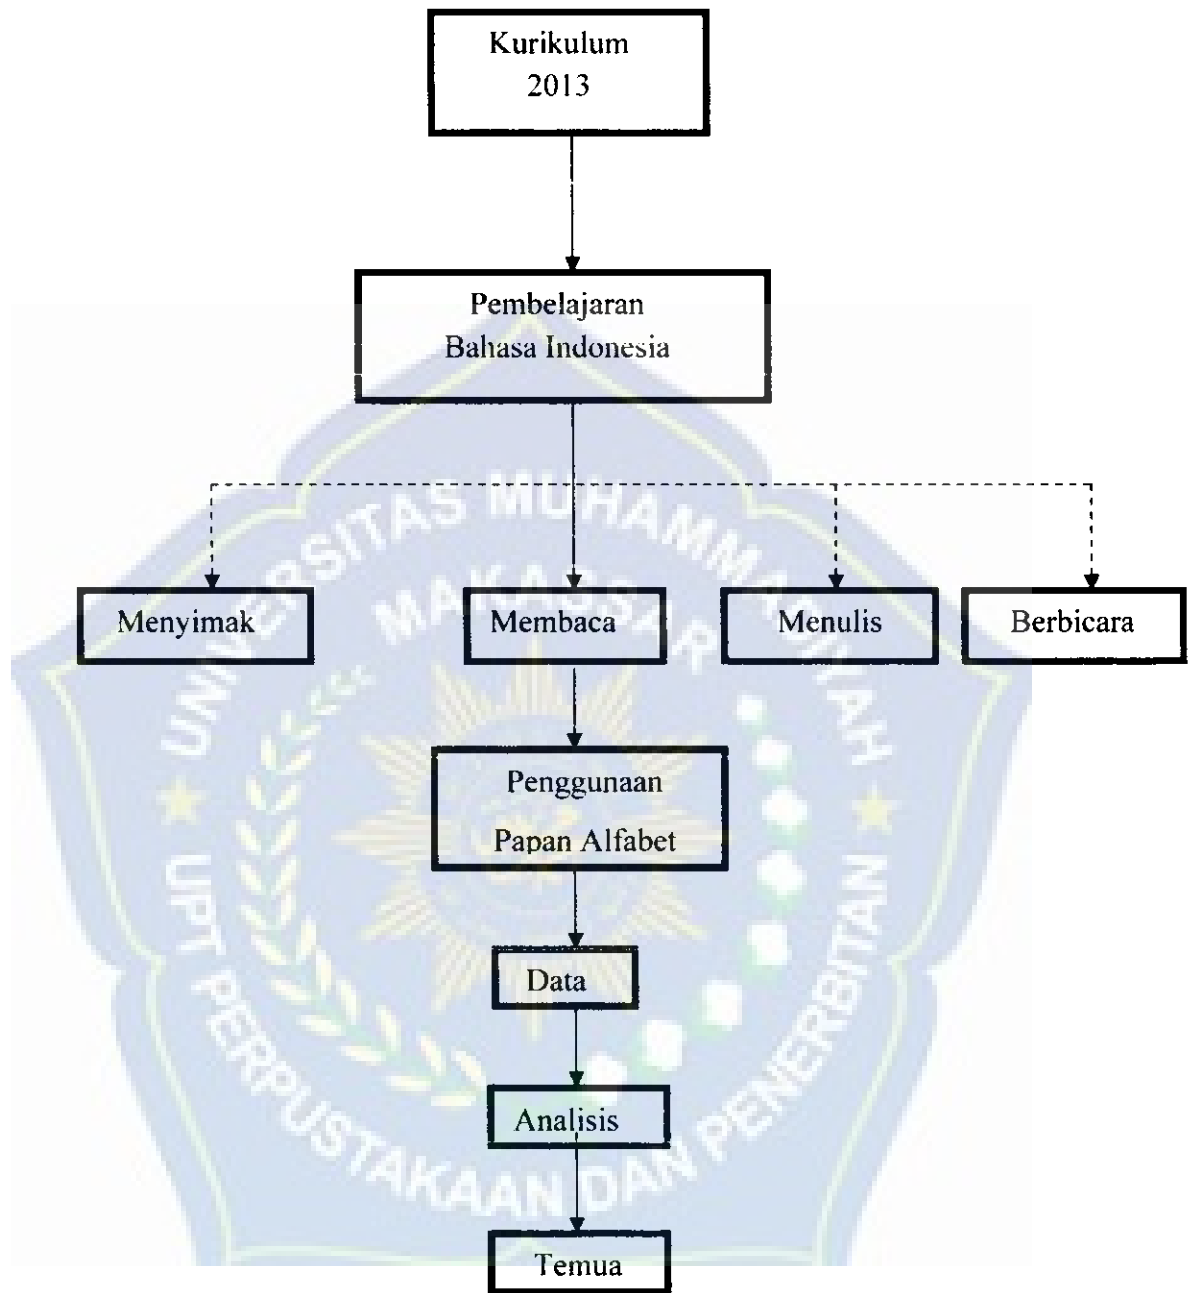 Kurikulum
2013
Pembelajaran
Bahasa Indonesia
UNIVERSITAS MUHAMMADIYAH
MAKASSAR
Menyimak
Membaca
Menulis
Berbicara
Penggunaan
Papan Alfabet
Data
Analisis
Temua
UPT PERPUSTAKAAN DAN PENERBITAN